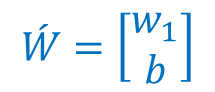 Ẃ = [w₁
b]